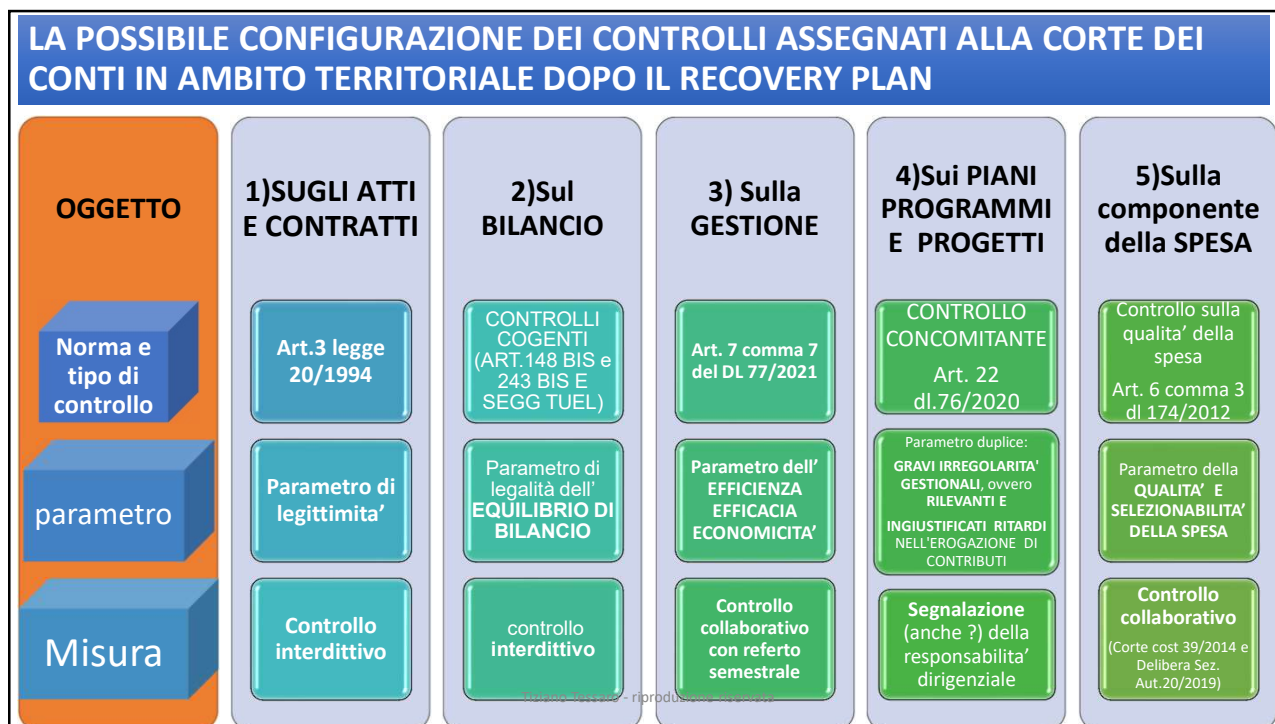 LA POSSIBILE CONFIGURAZIONE DEI CONTROLLI ASSEGNATI ALLA CORTE DEI
CONTI IN AMBITO TERRITORIALE DOPO IL RECOVERY PLAN
OGGETTO
Norma e
tipo di
controllo
parametro
Misura
1)SUGLI ATTI
E CONTRATTI
Art.3 legge
20/1994
Parametro di
legittimita’
Controllo
interdittivo
2)Sul
BILANCIO
CONTROLLI
COGENTI
(ART.148 BIS e
243 BIS E
SEGG TUEL)
Parametro di
legalità dell’
EQUILIBRIO DI
BILANCIO
controllo
interdittivo
3) Sulla
GESTIONE
Art. 7 comma 7
del DL 77/2021
Parametro dell’
EFFICIENZA
EFFICACIA
ECONOMICITA’
Controllo
collaborativo
con referto
semestrale
4)Sui PIANI
PROGRAMMI
E PROGETTI
CONTROLLO
CONCOMITANTE
Art. 22
dl.76/2020
Parametro duplice:
GRAVI IRREGOLARITA'
GESTIONALI, ovvero
RILEVANTI E
INGIUSTIFICATI RITARDI
NELL'EROGAZIONE DI
CONTRIBUTI
Segnalazione
(anche ?) della
responsabilita’
dirigenziale
5)Sulla
componente
della SPESA
Controllo sulla
qualita’ della
spesa
Art. 6 comma 3
dl 174/2012
Parametro della
QUALITA’ E
SELEZIONABILITA’
DELLA SPESA
Controllo
collaborativo
(Corte cost 39/2014 e
Delibera Sez.
Aut.20/2019)
Tiziano Tessaro - riproduzione riservata